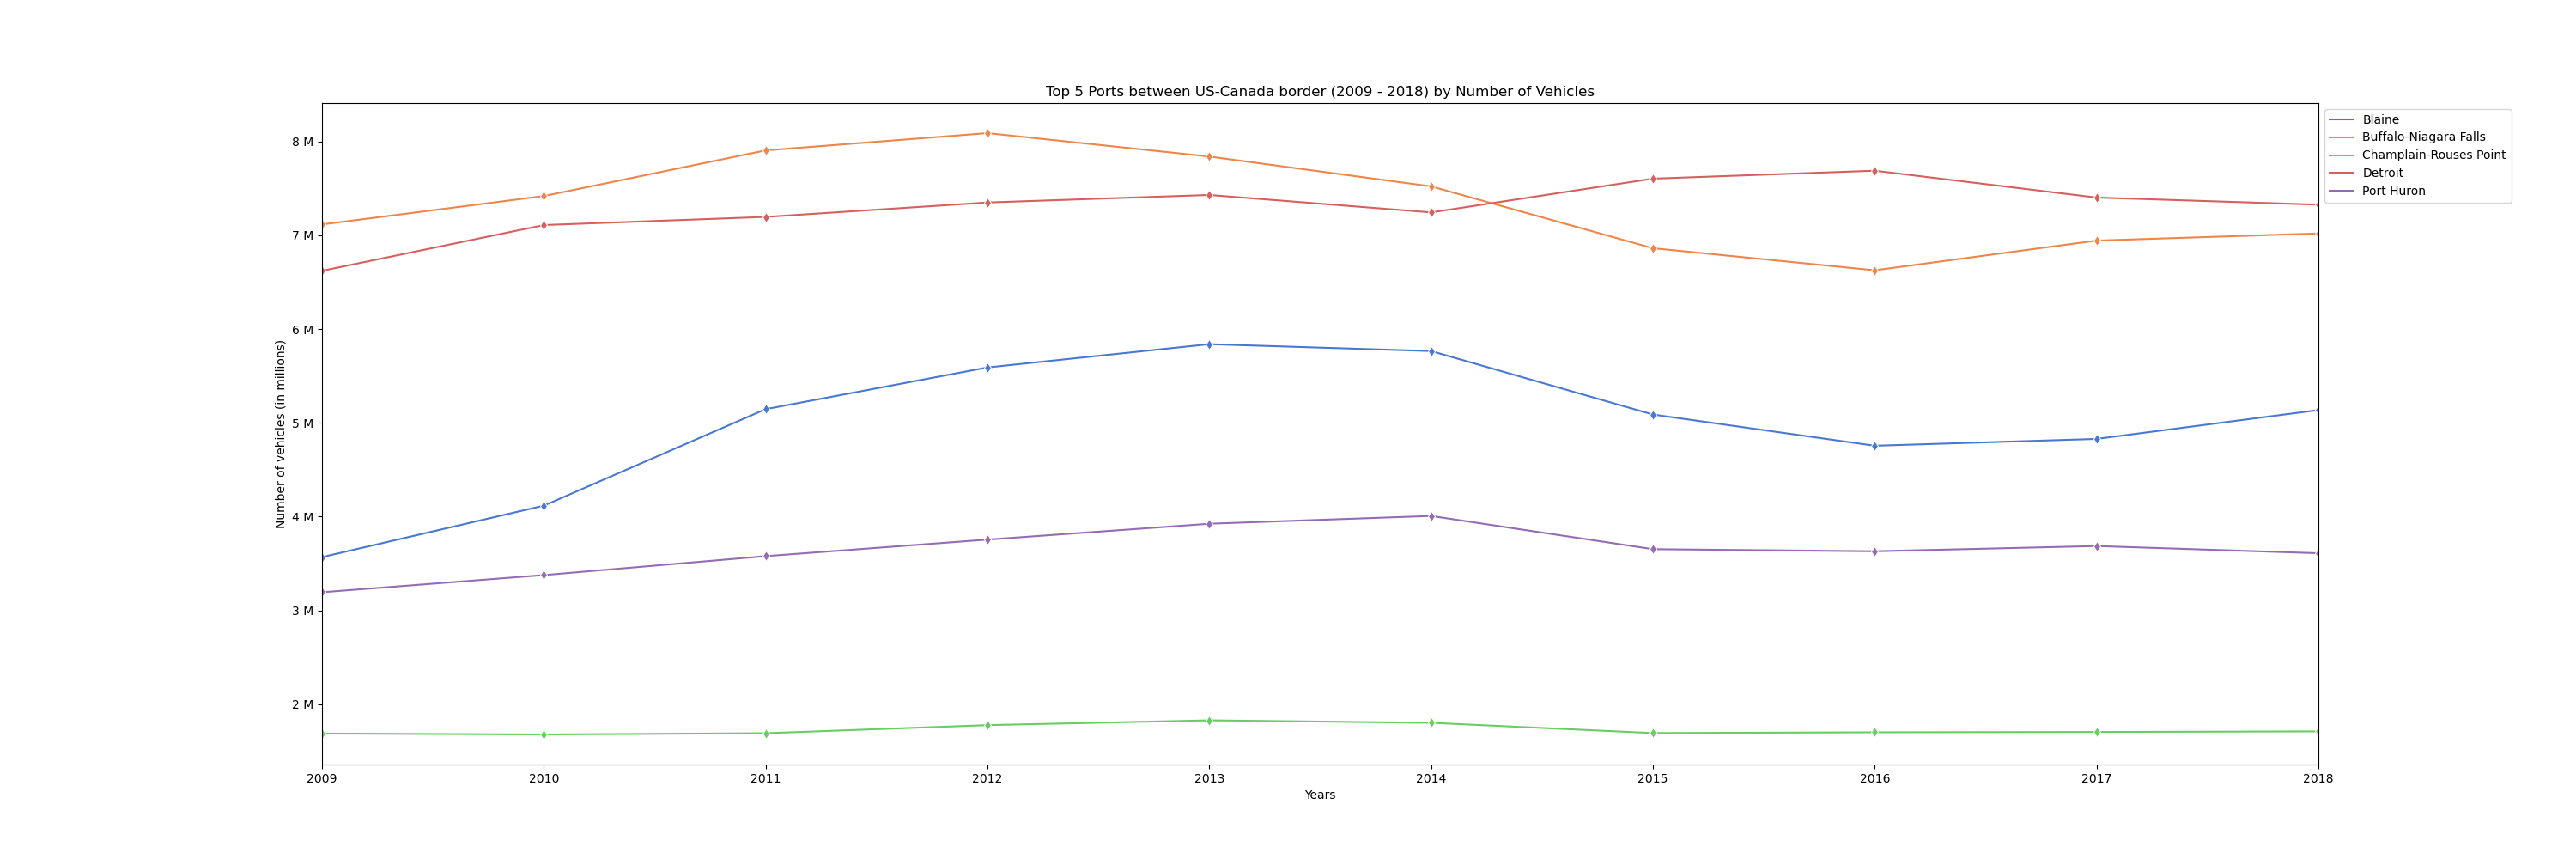 Top 5 Ports between US-Canada border (2009 - 2018) by Number of Vehicles
Blaine
Buffalo-Niagara Falls
Champlain-Rouses Point
Detroit
Port Huron
Number of vehicles (in millions)
8 M
7 M
6 M
5 M
4 M
3 M
2 M
2009 2010 2011 2012 2013 2014 2015 2016 2017 2018
Years